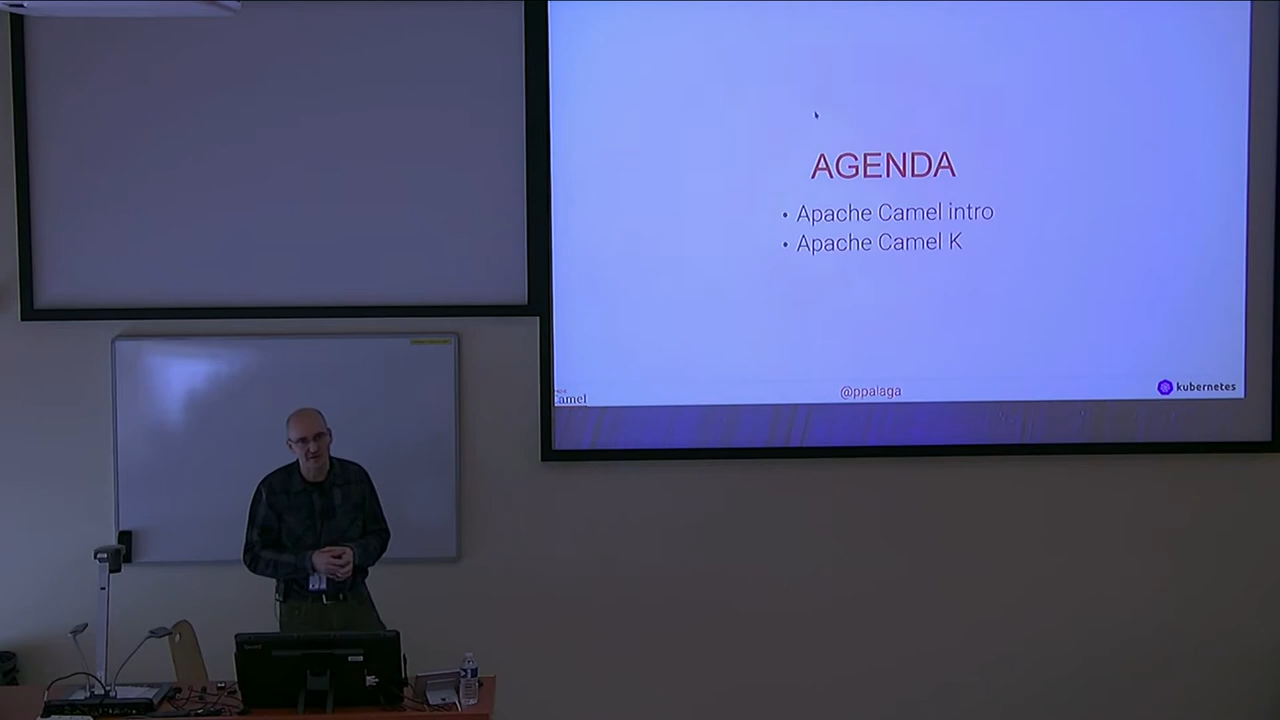 AGENDA
• Apache Camel intro
• Apache Camel K
Camel
@ppalaga
kubernetes